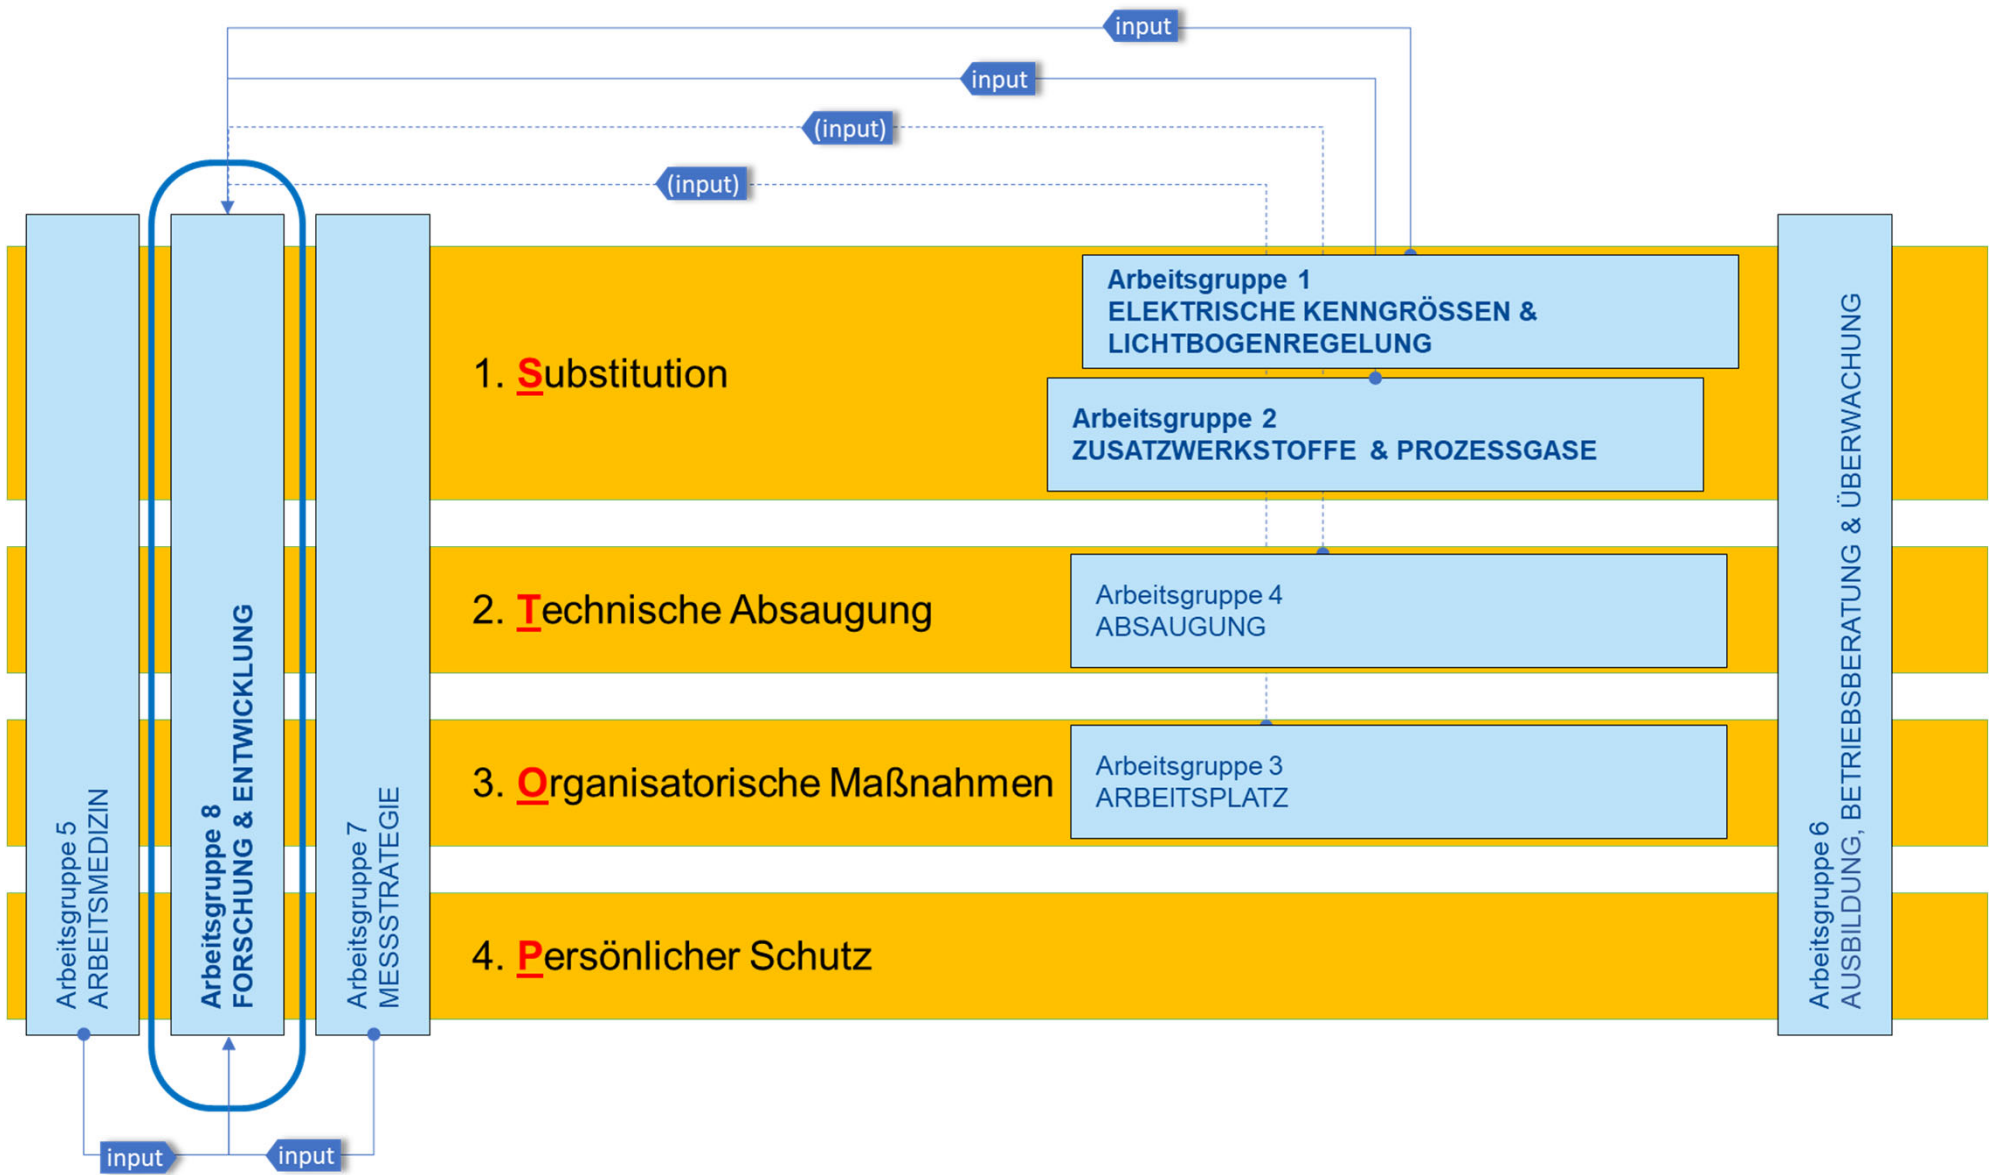 input
input
(input)
(input)
Arbeitsgruppe 1
ELEKTRISCHE KENNGRÖSSEN &
LICHTBOGENREGELUNG
1. Substitution
Arbeitsgruppe 2
ZUSATZWERKSTOFFE & PROZESSGASE
2. Technische Absaugung
Arbeitsgruppe 4
ABSAUGUNG
3. Organisatorische Maßnahmen
Arbeitsgruppe 3
ARBEITSPLATZ
4. Persönlicher Schutz
Arbeitsgruppe 5
ARBEITSMEDIZIN
Arbeitsgruppe 8
FORSCHUNG & ENTWICKLUNG
Arbeitsgruppe 7
MESSSTRATEGIE
Arbeitsgruppe 6
AUSBILDUNG, BETRIEBSBERATUNG & ÜBERWACHUNG
input
input